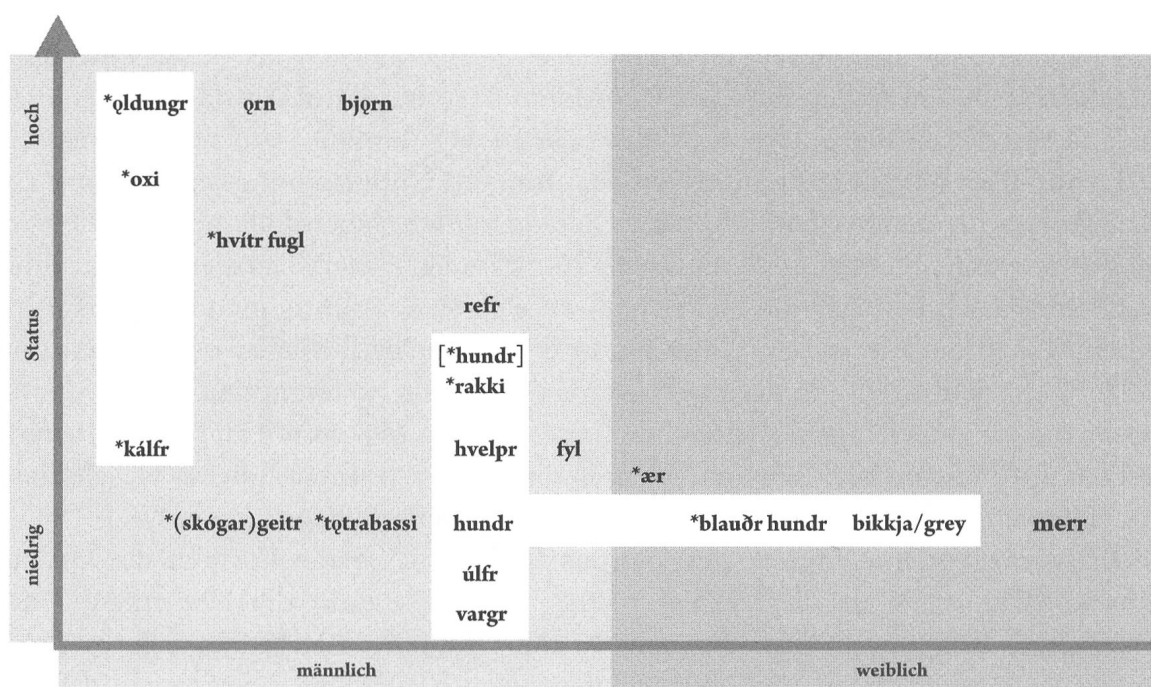 hoch
*ǫldungr ǫrn bjǫrn
*oxi
*hvítr fugl
Status
refr
[*hundr]
*rakki
*kálfr hvelpr fyl
*ær
niedrig
*(skógar)geitr *tǫtrabassi hundr *blauðr hundr bikkja/grey merr
úlfr
vargr
männlich weiblich